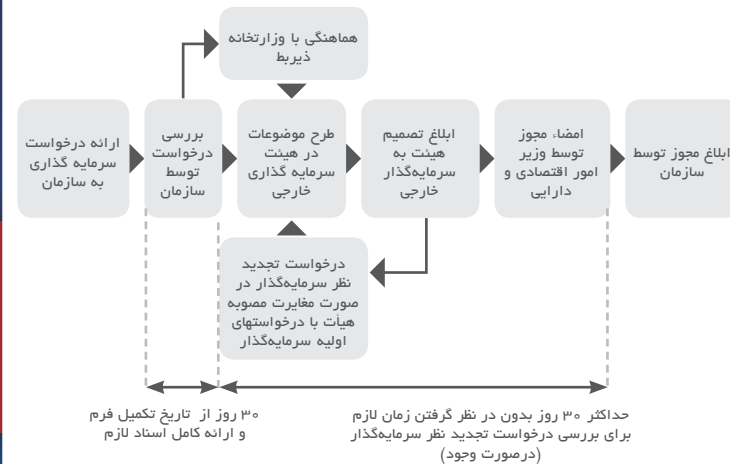 هماهنگی با وزارتخانه
ذیربط
ارائه درخواست
سرمایه گذاری
به سازمان
بررسی
درخواست
توسط
سازمان
طرح موضوعات
در هیئت
سرمایه گذاری
خارجی
ابلاغ تصمیم
هیئت به
سرمایه‌گذار
خارجی
امضاء مجوز
توسط وزیر
امور اقتصادی و
دارایی
ابلاغ مجوز توسط
سازمان
درخواست تجدید
نظر سرمایه‌گذار در
صورت مغایرت مصوبه
هیأت با درخواستهای
اولیه سرمایه‌گذار
۳۰ روز از تاریخ تکمیل فرم
و ارائه کامل اسناد لازم
حداکثر ۳۰ روز بدون در نظر گرفتن زمان لازم
برای بررسی درخواست تجدید نظر سرمایه‌گذار
(درصورت وجود)